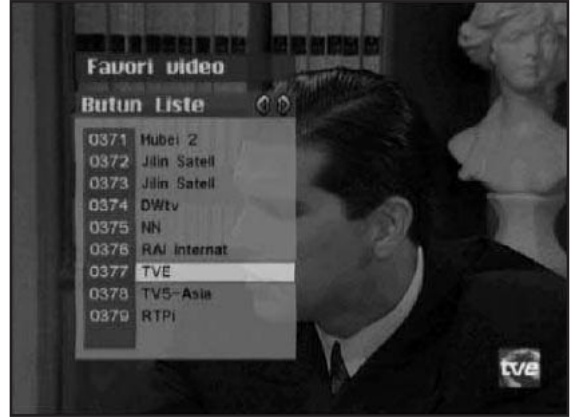 Favori video
Butun Liste
0371 Hubei 2
0372 Jilin Satell
0373 Jilin Satell
0374 DWtv
0375 NN
0376 RAI Internat
0377 TVE
0378 TV5-Asia
0379 RTPi
tve